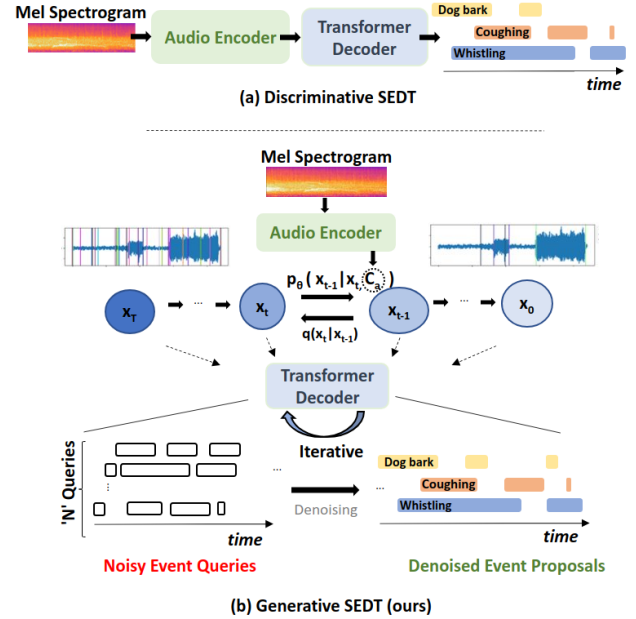 Mel Spectrogram
Audio Encoder
Transformer
Decoder
Dog bark
Coughing
Whistling
time
(a) Discriminative SEDT
Mel Spectrogram
Audio Encoder
pθ ( xt-1|xt, Ca )
xT
...
xt
q(xt|xt-1)
xt-1
...
x0
Transformer
Decoder
Iterative
'N' Queries
...
time
Noisy Event Queries
...
Denoising
...
Dog bark
Coughing
Whistling
time
Denoised Event Proposals
(b) Generative SEDT (ours)